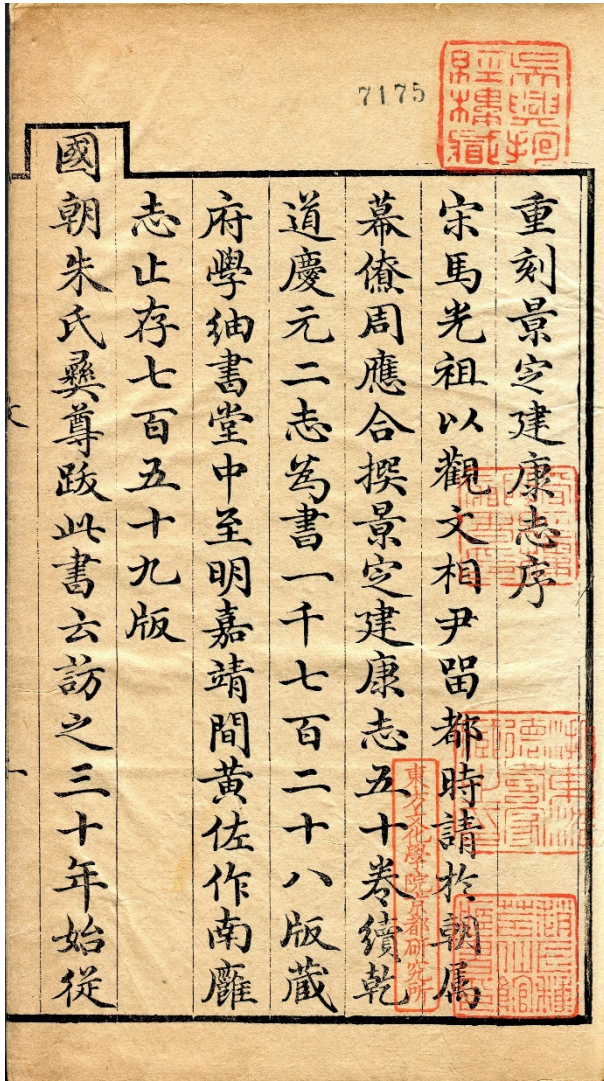 重刻景定建康志序
宋馬光祖以觀文相尹畱都時請於朝属
幕僚周應合撰景定建康志五十卷續乾
道慶元二志爲書一千七百二十八版藏
府學紬書堂中至明嘉靖間黃佐作南廱
志止存七百五十九版
國朝朱氏彝尊跋此書云訪之三十年始從
7175
東方文化學院京都研究所